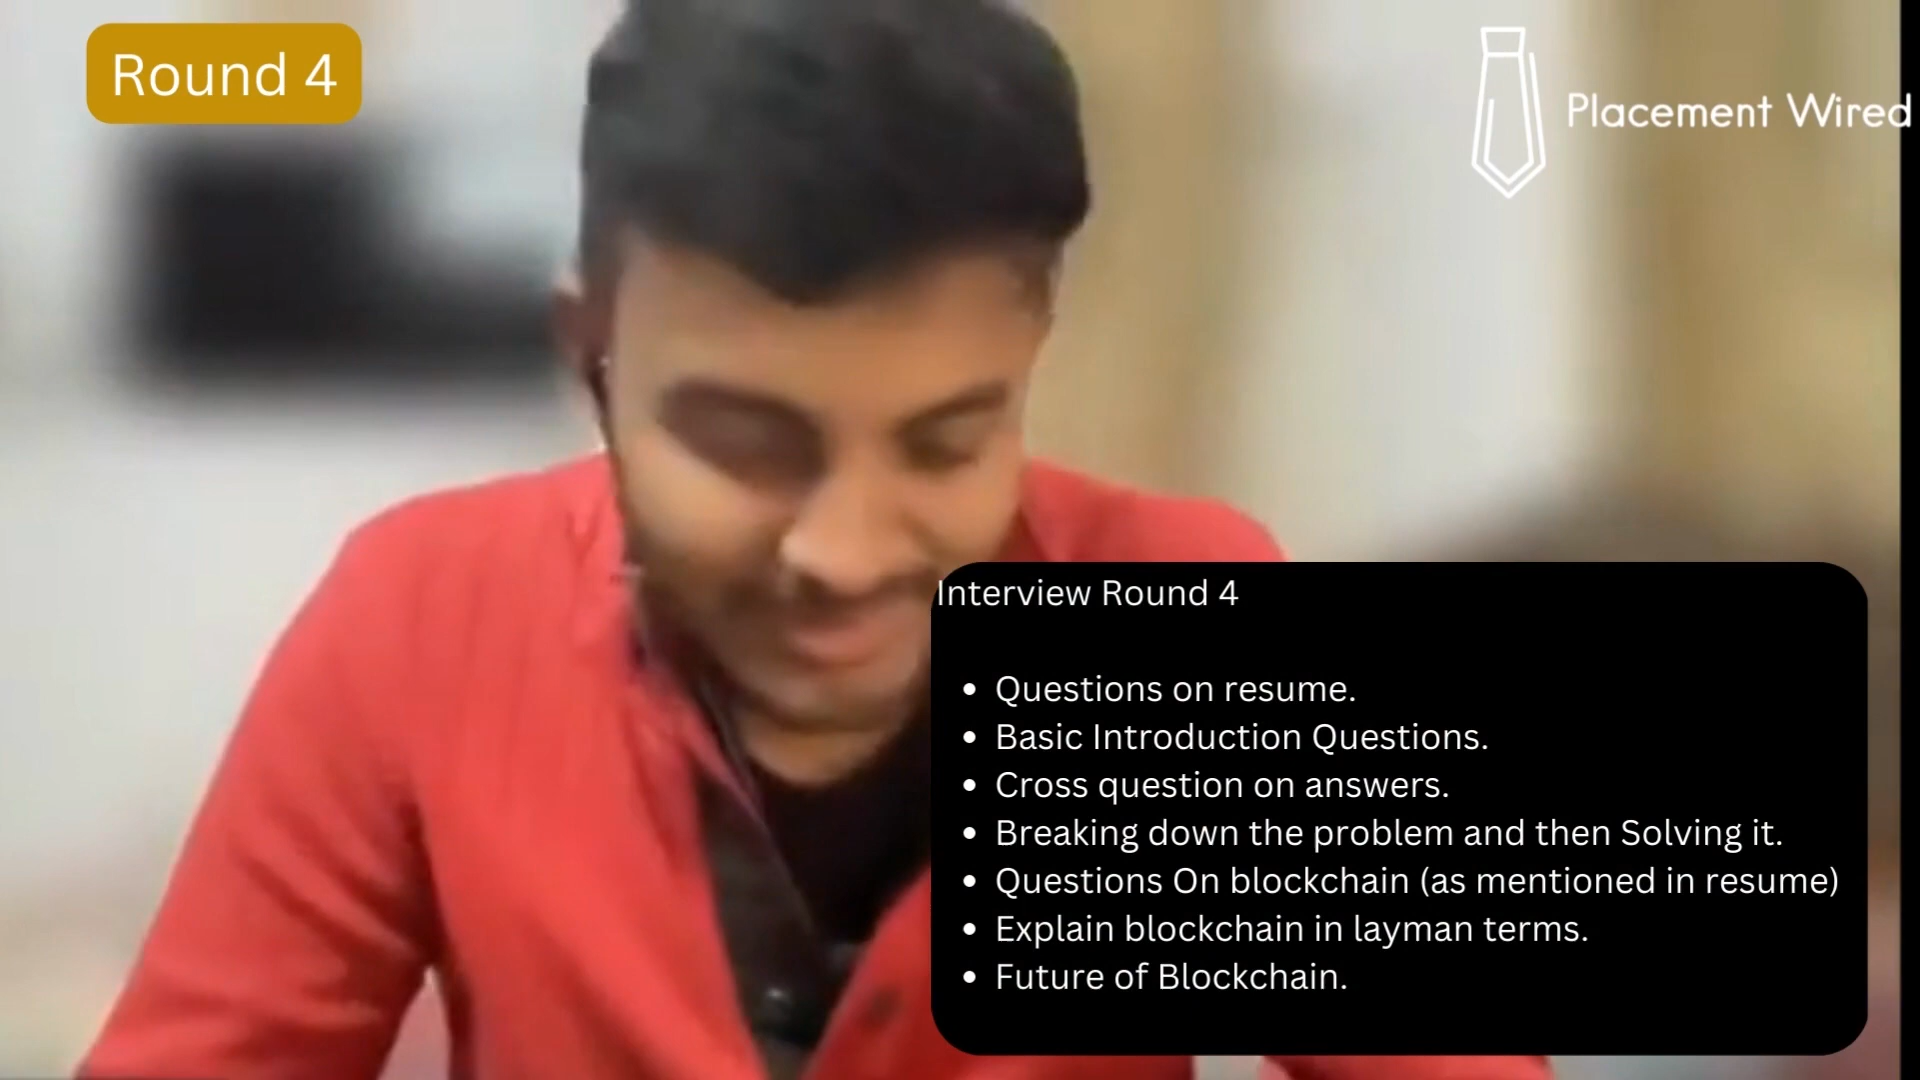 Round 4
Placement Wired
Interview Round 4
• Questions on resume.
• Basic Introduction Questions.
• Cross question on answers.
• Breaking down the problem and then Solving it.
• Questions On blockchain (as mentioned in resume)
• Explain blockchain in layman terms.
• Future of Blockchain.